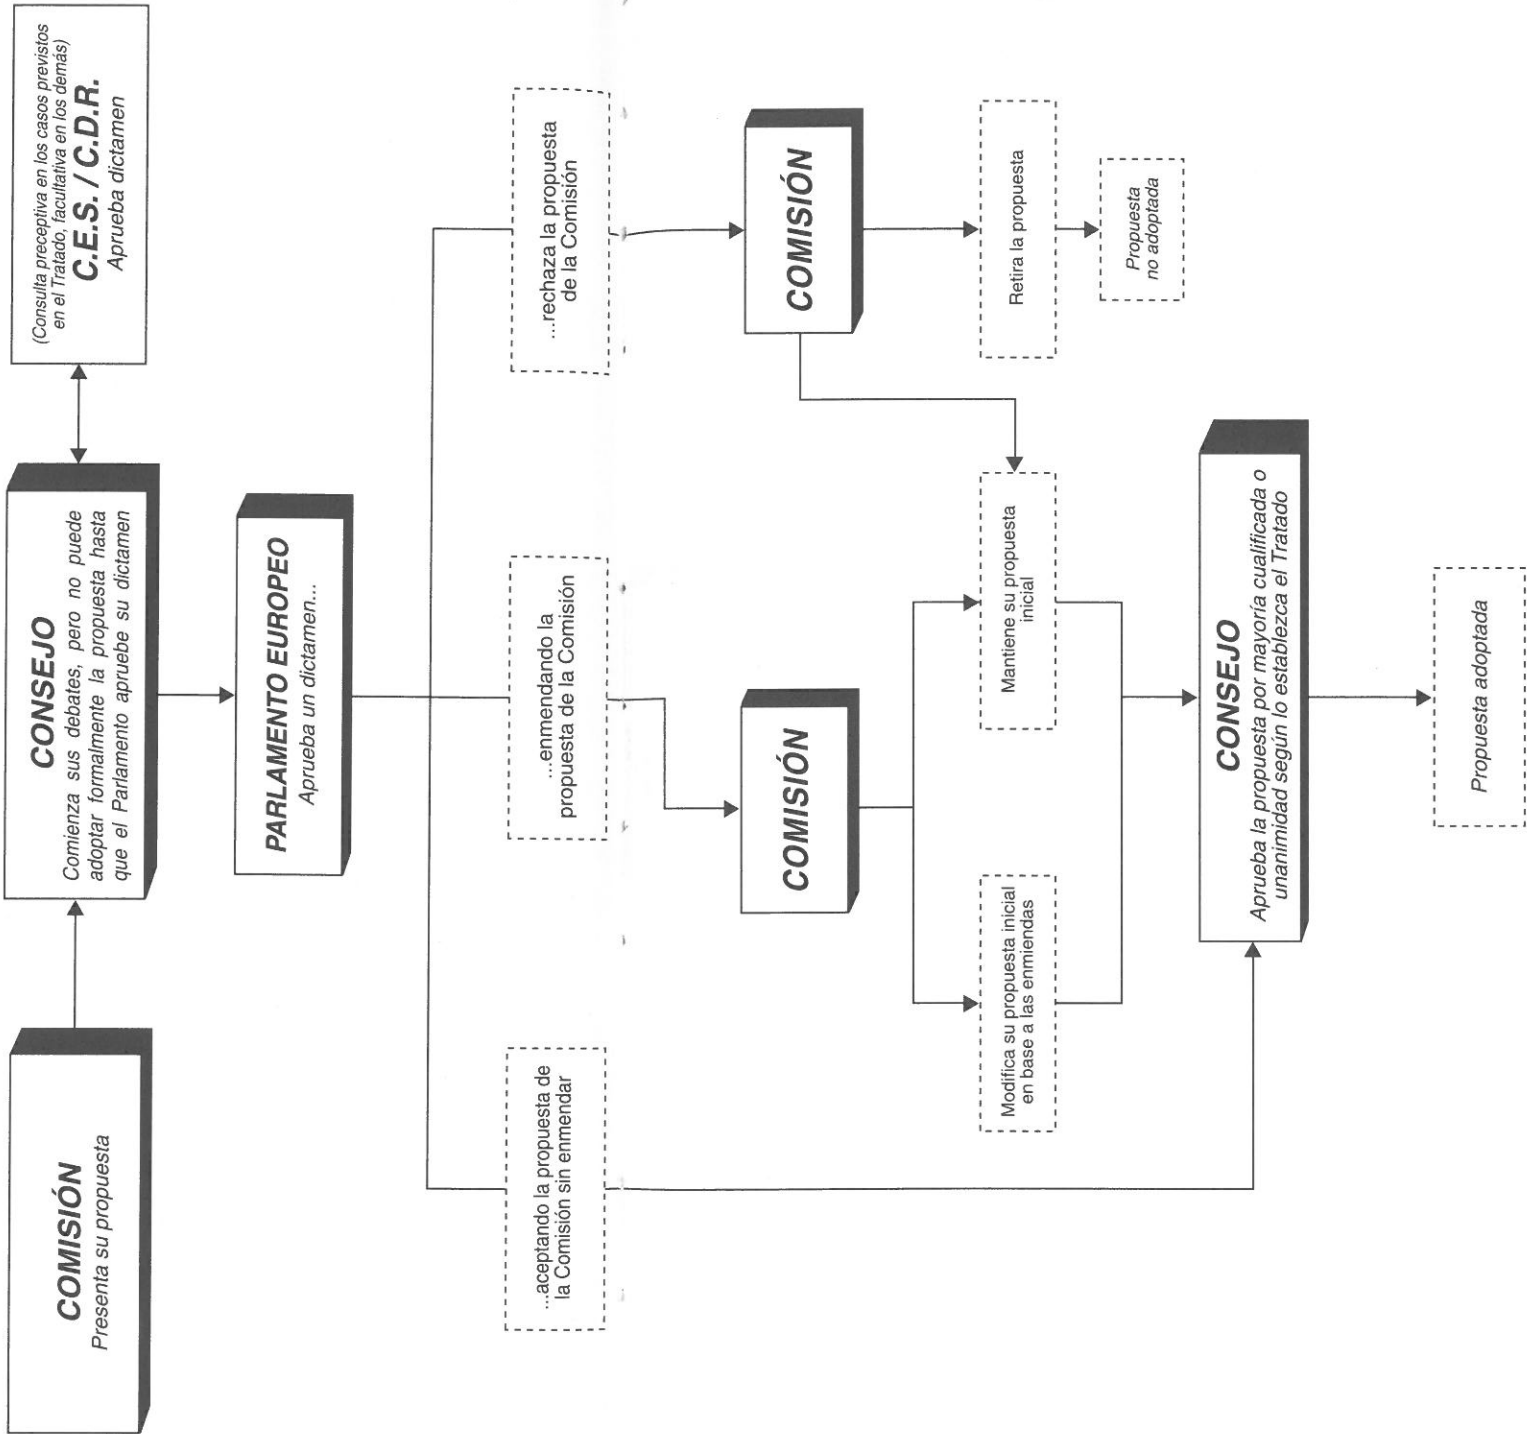 COMISIÓN
Presenta su propuesta
CONSEJO
Comienza sus debates, pero no puede
adoptar formalmente la propuesta hasta
que el Parlamento apruebe su dictamen
(Consulta preceptiva en los casos previstos
en el Tratado, facultativa en los demás)
C.E.S. / C.D.R.
Aprueba dictamen
PARLAMENTO EUROPEO
Aprueba un dictamen...
...aceptando la propuesta de
la Comisión sin enmendar
...enmendando la
propuesta de la Comisión
...rechaza la propuesta
de la Comisión
COMISIÓN
COMISIÓN
Modifica su propuesta inicial
en base a las enmiendas
Mantiene su propuesta
inicial
Retira la propuesta
Propuesta
no adoptada
CONSEJO
Aprueba la propuesta por mayoría cualificada o
unanimidad según lo establezca el Tratado
Propuesta adoptada